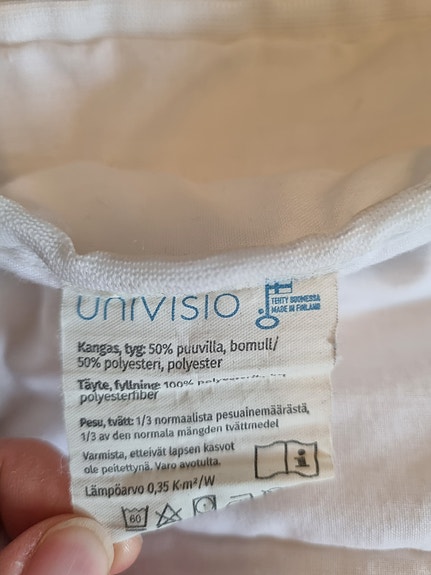 UNIVISIO
TEHTY SUOMESSA
MADE IN FINLAND
Kangas, tyg: 50% puuvilla, bomull/
50% polyesteri, polyester
Täyte, fyllning: 100%
polyesterfiber
Pesu, tvätt: 1/3 normaalista pesuainemäärästä,
1/3 av den normala mängden tvättmedel
Varmista, etteivät lapsen kasvot
ole peitettynä. Varo avotulta.
Lämpöarvo 0,35 K·m²/W
60